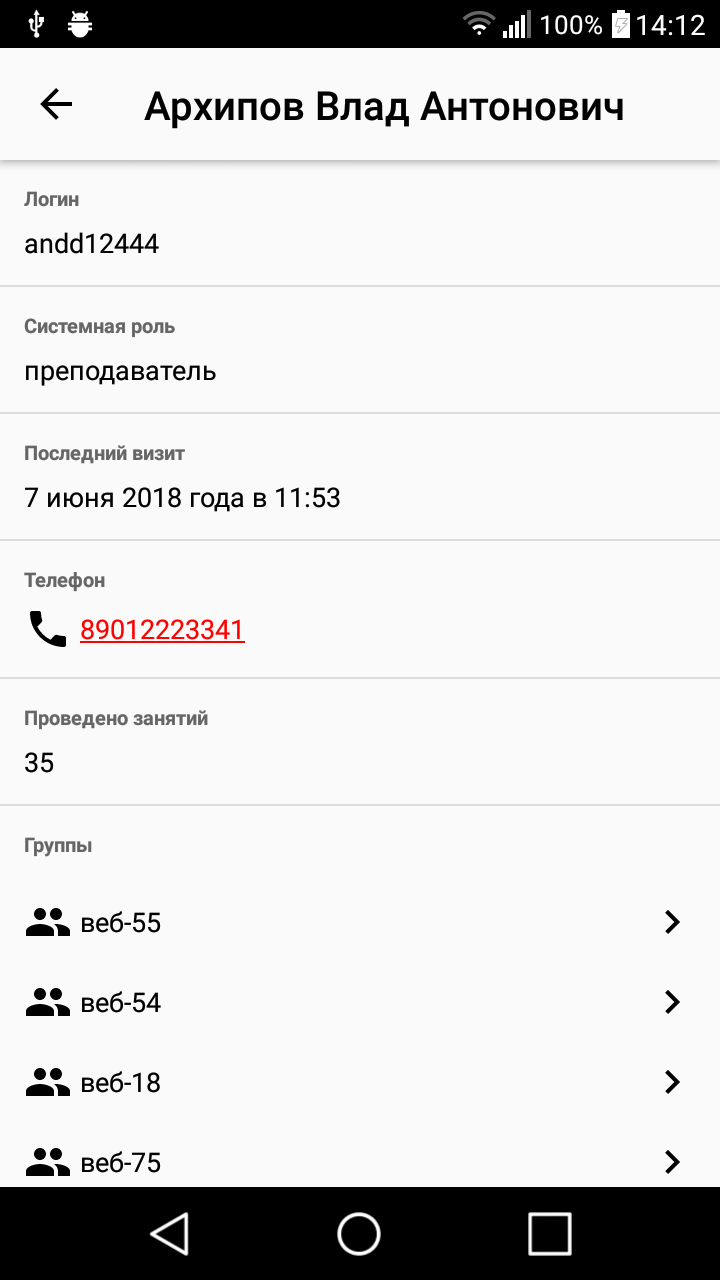 100% 14:12
Архипов Влад Антонович
Логин
andd12444
Системная роль
преподаватель
Последний визит
7 июня 2018 года в 11:53
Телефон
89012223341
Проведено занятий
35
Группы
веб-55
веб-54
веб-18
веб-75